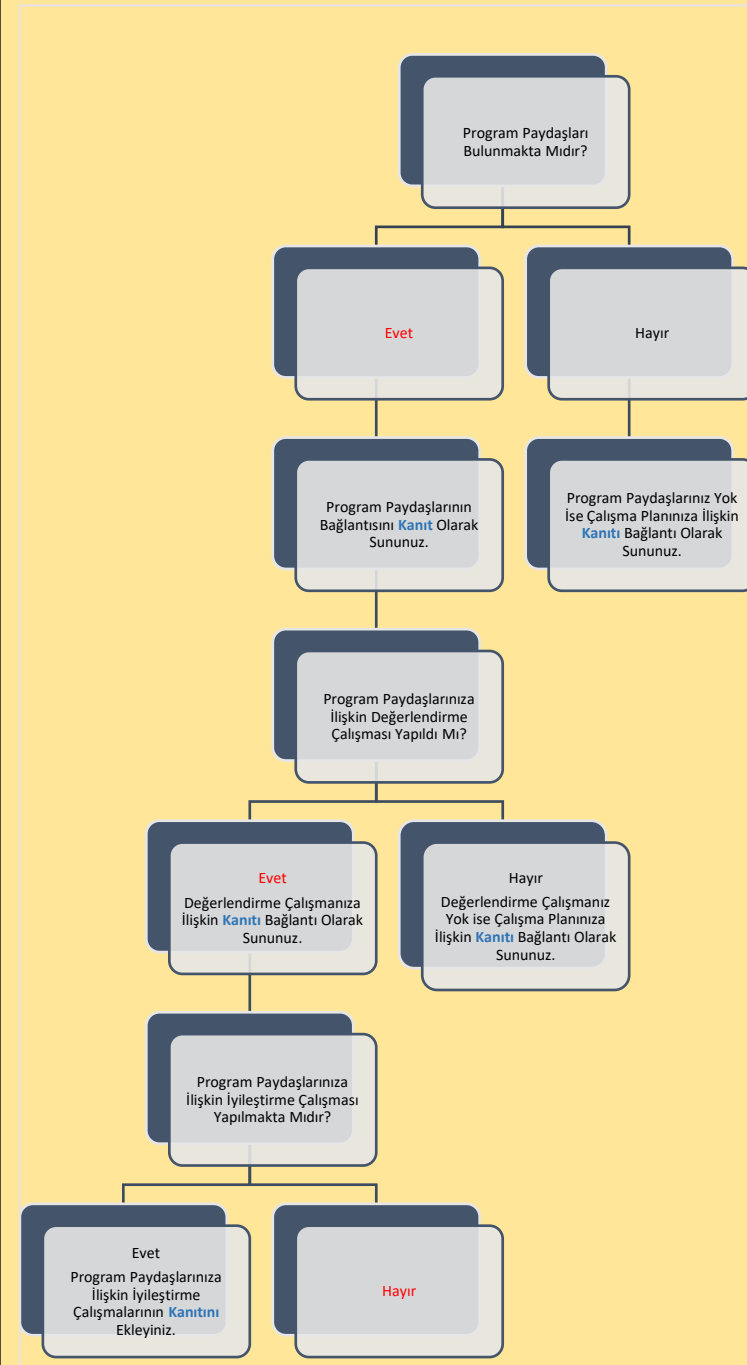 Program Paydaşları
Bulunmakta Mıdır?
Evet
Hayır
Program Paydaşlarının
Bağlantısını Kanıt Olarak
Sununuz.
Program Paydaşlarınız Yok
İse Çalışma Planınıza İlişkin
Kanıtı Bağlantı Olarak
Sununuz.
Program Paydaşlarınıza
İlişkin Değerlendirme
Çalışması Yapıldı Mı?
Evet
Değerlendirme Çalışmanıza
İlişkin Kanıtı Bağlantı Olarak
Sununuz.
Hayır
Değerlendirme Çalışmanız
Yok ise Çalışma Planınıza
İlişkin Kanıtı Bağlantı Olarak
Sununuz.
Program Paydaşlarınıza
İlişkin İyileştirme Çalışması
Yapılmakta Mıdır?
Evet
Program Paydaşlarınıza
İlişkin İyileştirme
Çalışmalarının Kanıtını
Ekleyiniz.
Hayır